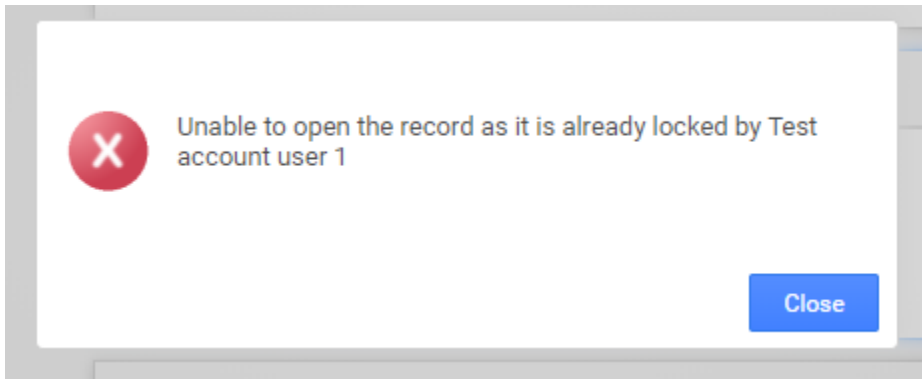 Unable to open the record as it is already locked by Test
account user 1
Close